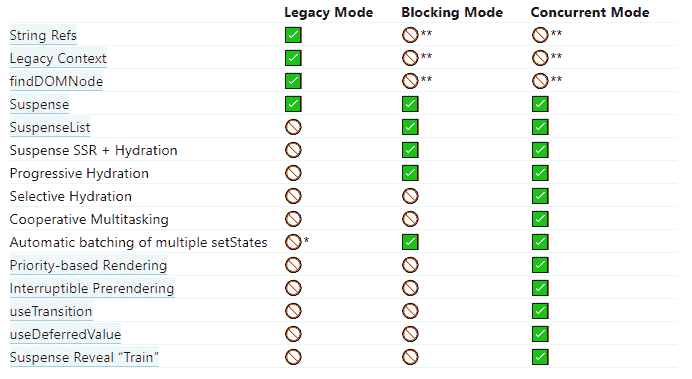 Legacy Mode Blocking Mode Concurrent Mode
String Refs ✅ 🚫** 🚫**
Legacy Context ✅ 🚫** 🚫**
findDOMNode ✅ 🚫** 🚫**
Suspense ✅ ✅ ✅
SuspenseList 🚫 ✅ ✅
Suspense SSR + Hydration 🚫 ✅ ✅
Progressive Hydration 🚫 ✅ ✅
Selective Hydration 🚫 🚫 ✅
Cooperative Multitasking 🚫 🚫 ✅
Automatic batching of multiple setStates 🚫* ✅ ✅
Priority-based Rendering 🚫 🚫 ✅
Interruptible Prerendering 🚫 🚫 ✅
useTransition 🚫 🚫 ✅
useDeferredValue 🚫 🚫 ✅
Suspense Reveal “Train” 🚫 🚫 ✅